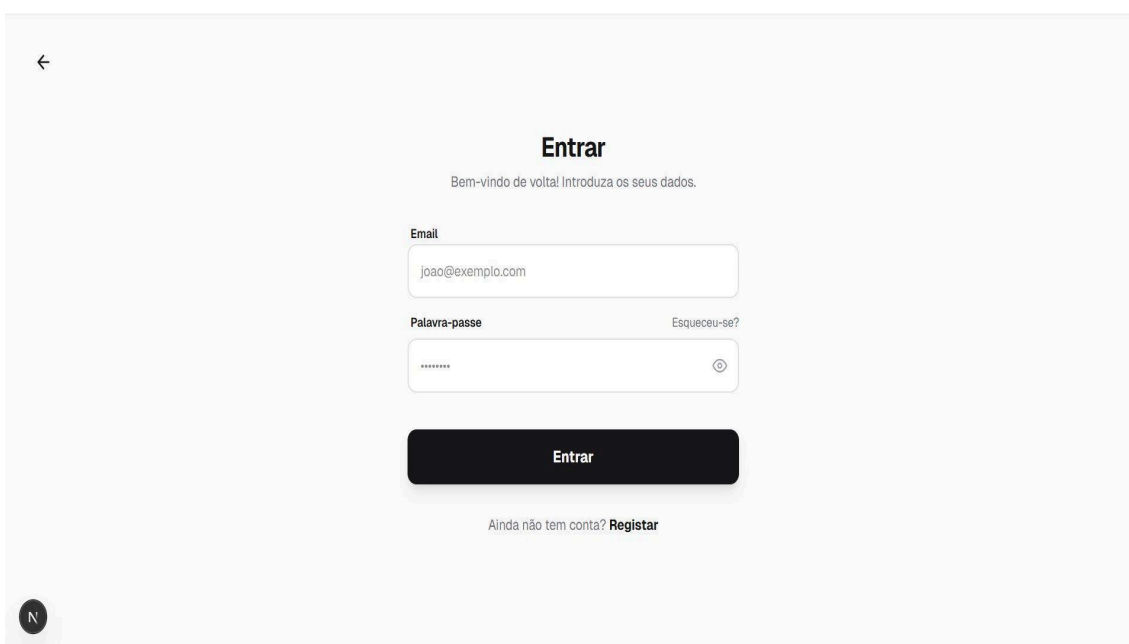 Entrar
Bem-vindo de volta! Introduza os seus dados.
Email
joao@exemplo.com
Palavra-passe Esqueceu-se?
••••••••
Entrar
Ainda não tem conta? Registar
N